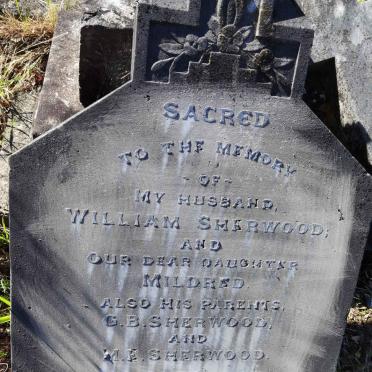 SACRED
TO THE MEMORY
- OF -
MY HUSBAND,
WILLIAM SHERWOOD;
AND
OUR DEAR DAUGHTER
MILDRED
ALSO HIS PARENTS,
G.B. SHERWOOD,
AND
M.E. SHERWOOD.